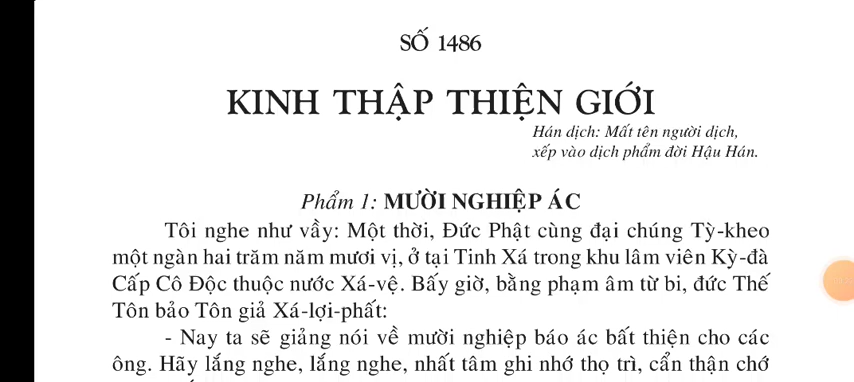 SỐ 1486
KINH THẬP THIỆN GIỚI
Hán dịch: Mất tên người dịch,
xếp vào dịch phẩm đời Hậu Hán.
Phẩm 1: MƯỜI NGHIỆP ÁC
Tôi nghe như vầy: Một thời, Đức Phật cùng đại chúng Tỳ-kheo
một ngàn hai trăm năm mươi vị, ở tại Tinh Xá trong khu lâm viên Kỳ-đà
Cấp Cô Độc thuộc nước Xá-vệ. Bấy giờ, bằng phạm âm từ bi, đức Thế
Tôn bảo Tôn giả Xá-lợi-phất:
- Nay ta sẽ giảng nói về mười nghiệp báo ác bất thiện cho các
ông. Hãy lắng nghe, lắng nghe, nhất tâm ghi nhớ thọ trì, cẩn thận chớ